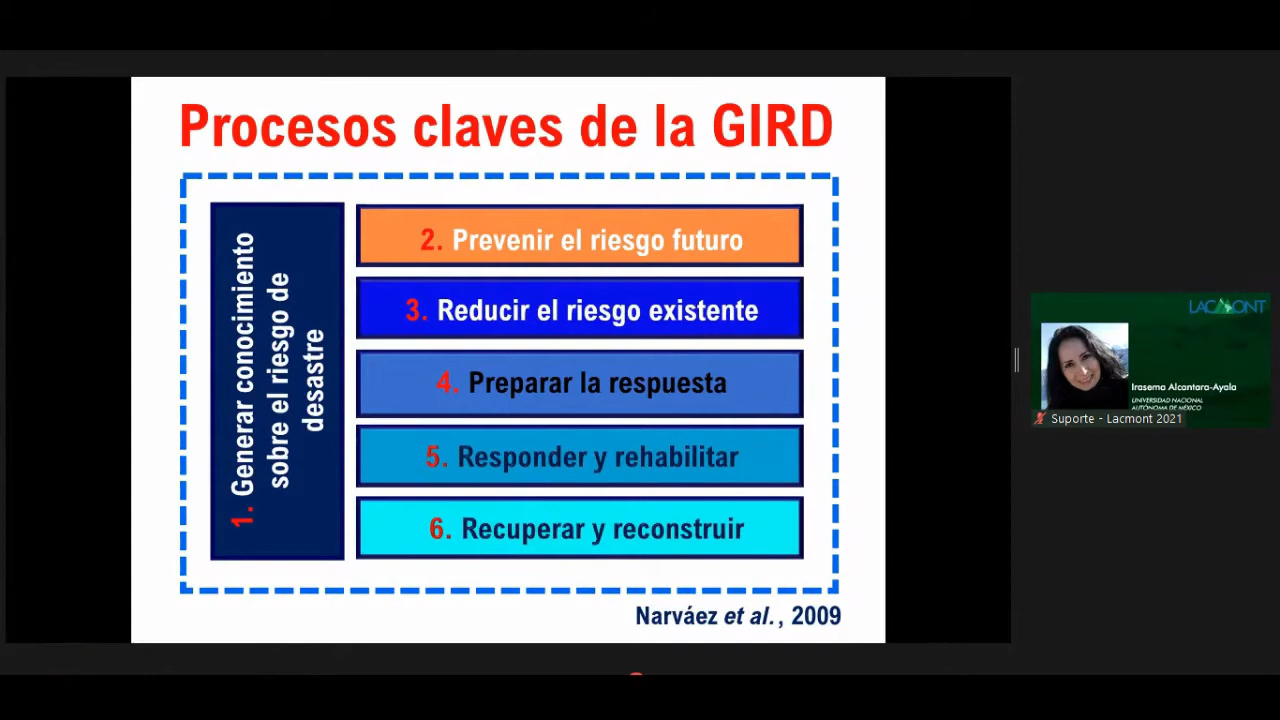 Procesos claves de la GIRD
1. Generar conocimiento
sobre el riesgo de
desastre
2. Prevenir el riesgo futuro
3. Reducir el riesgo existente
4. Preparar la respuesta
5. Responder y rehabilitar
6. Recuperar y reconstruir
Narváez et al., 2009
LACMONT
Irasema Alcantara-Ayala
UNIVERSIDAD NACIONAL
AUTÓNOMA DE MÉXICO
Suporte - Lacmont 2021